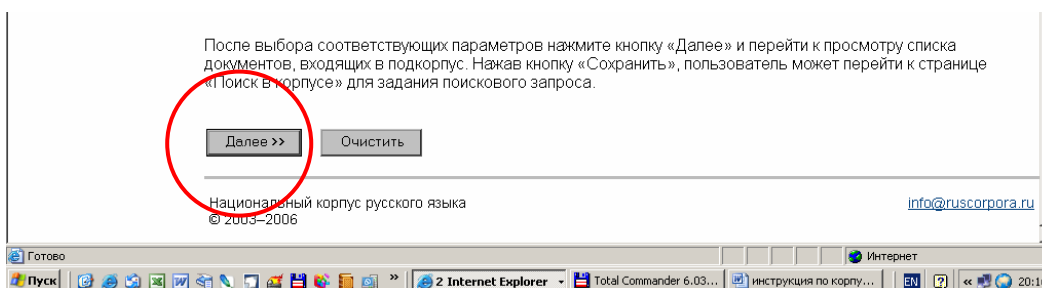 После выбора соответствующих параметров нажмите кнопку «Далее» и перейти к просмотру списка
документов, входящих в подкорпус. Нажав кнопку «Сохранить», пользователь может перейти к странице
«Поиск в корпусе» для задания поискового запроса.
Далее >> Очистить
Национальный корпус русского языка info@ruscorpora.ru
© 2003–2006
Готово Интернет
Пуск » 2 Internet Explorer Total Commander 6.03... инструкция по корпу... EN « 20:1